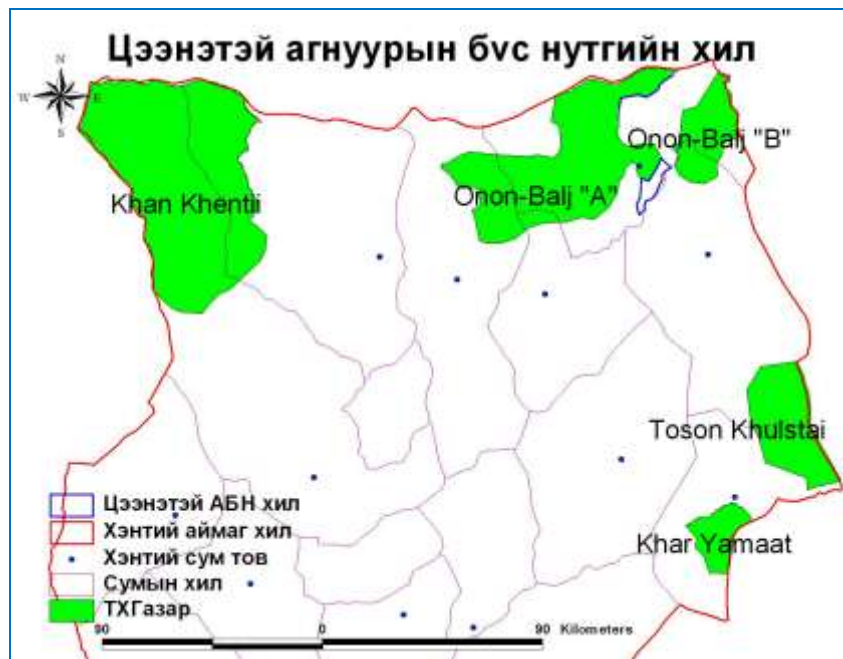 Цээнэтэй агнуурын бvс нутгийн хил
N
W E
S
Onon-Balj "B"
Khan Khentii
Onon-Balj "A"
Toson Khulstai
Khar Yamaat
Цээнэтэй АБН хил
Хэнтий аймаг хил
Хэнтий сум тов
Сумын хил
ТХГазар
90 0 90 Kilometers